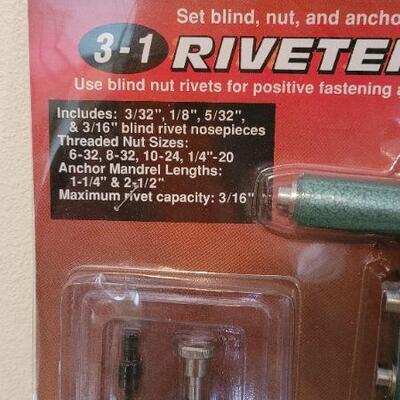 Set blind, nut, and ancho
3-1 RIVETE
Use blind nut rivets for positive fastening a
Includes: 3/32", 1/8", 5/32",
& 3/16" blind rivet nosepieces
Threaded Nut Sizes:
6-32, 8-32, 10-24, 1/4"-20
Anchor Mandrel Lengths:
1-1/4" & 2-1/2"
Maximum rivet capacity: 3/16"